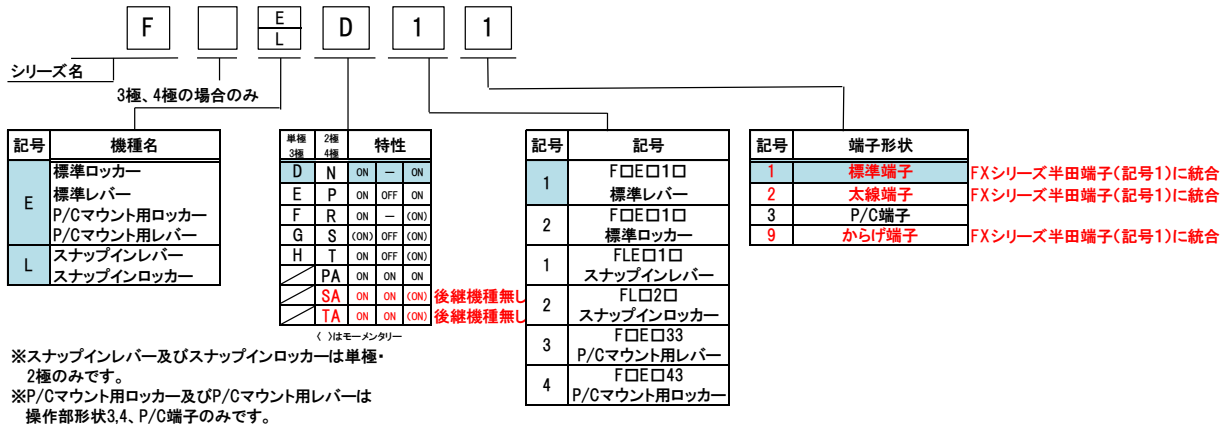 F E D 1 1
L
シリーズ名
3極、4極の場合のみ
記号 機種名
E 標準ロッカー
標準レバー
P/Cマウント用ロッカー
P/Cマウント用レバー
L スナップインレバー
スナップインロッカー
単極 2極 特性
3極 4極
D N ON － ON
E P ON OFF ON
F R ON － (ON)
G S (ON) OFF (ON)
H T ON OFF (ON)
PA ON ON ON
SA ON ON (ON) 後継機種無し
TA ON ON (ON) 後継機種無し
〈 〉はモーメンタリー
記号 記号
1 F□E□1□
標準レバー
2 F□E□1□
標準ロッカー
1 FLE□1□
スナップインレバー
2 FL□2□
スナップインロッカー
3 F□E□33
P/Cマウント用レバー
4 F□E□43
P/Cマウント用ロッカー
記号 端子形状
1 標準端子 FXシリーズ半田端子(記号1)に統合
2 太線端子 FXシリーズ半田端子(記号1)に統合
3 P/C端子
9 からげ端子 FXシリーズ半田端子(記号1)に統合
※スナップインレバー及びスナップインロッカーは単極・
2極のみです。
※P/Cマウント用ロッカー及びP/Cマウント用レバーは
操作部形状3,4、P/C端子のみです。